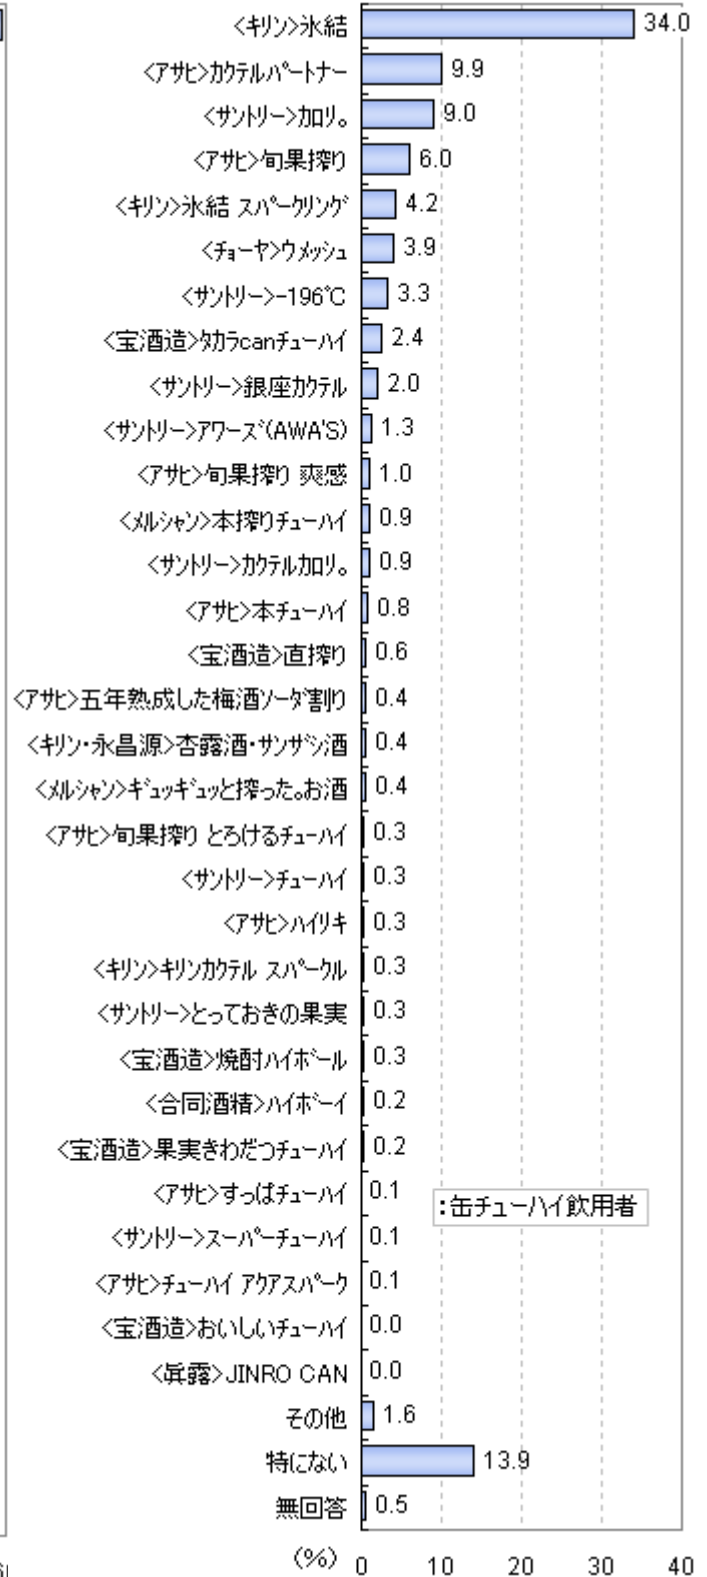 <キリン>氷結 34.0
<アサヒ>カクテルパートナー 9.9
<サントリー>カロリ。 9.0
<アサヒ>旬果搾り 6.0
<キリン>氷結 スパークリング 4.2
<チョーヤ>ウメッシュ 3.9
<サントリー>-196℃ 3.3
<宝酒造>タカラcanチューハイ 2.4
<サントリー>銀座カクテル 2.0
<サントリー>アワーズ(AWA'S) 1.3
<アサヒ>旬果搾り 爽感 1.0
<メルシャン>本搾りチューハイ 0.9
<サントリー>カクテルカロリ。 0.9
<アサヒ>本チューハイ 0.8
<宝酒造>直搾り 0.6
<アサヒ>五年熟成した梅酒ソーダ割り 0.4
<キリン・永昌源>杏露酒・サンザシ酒 0.4
<メルシャン>ギュッギュッと搾った。お酒 0.4
<アサヒ>旬果搾り とろけるチューハイ 0.3
<サントリー>チューハイ 0.3
<アサヒ>ハイリキ 0.3
<キリン>キリンカクテル スパークル 0.3
<サントリー>とっておきの果実 0.3
<宝酒造>焼酎ハイボール 0.3
<合同酒精>ハイボーイ 0.2
<宝酒造>果実きわだつチューハイ 0.2
<アサヒ>すっぱチューハイ 0.1
:缶チューハイ飲用者
<サントリー>スーパーチューハイ 0.1
<アサヒ>チューハイ アクアスパーク 0.1
<宝酒造>おいしいチューハイ 0.0
<眞露>JINRO CAN 0.0
その他 1.6
特にない 13.9
無回答 0.5
(%) 0 10 20 30 40